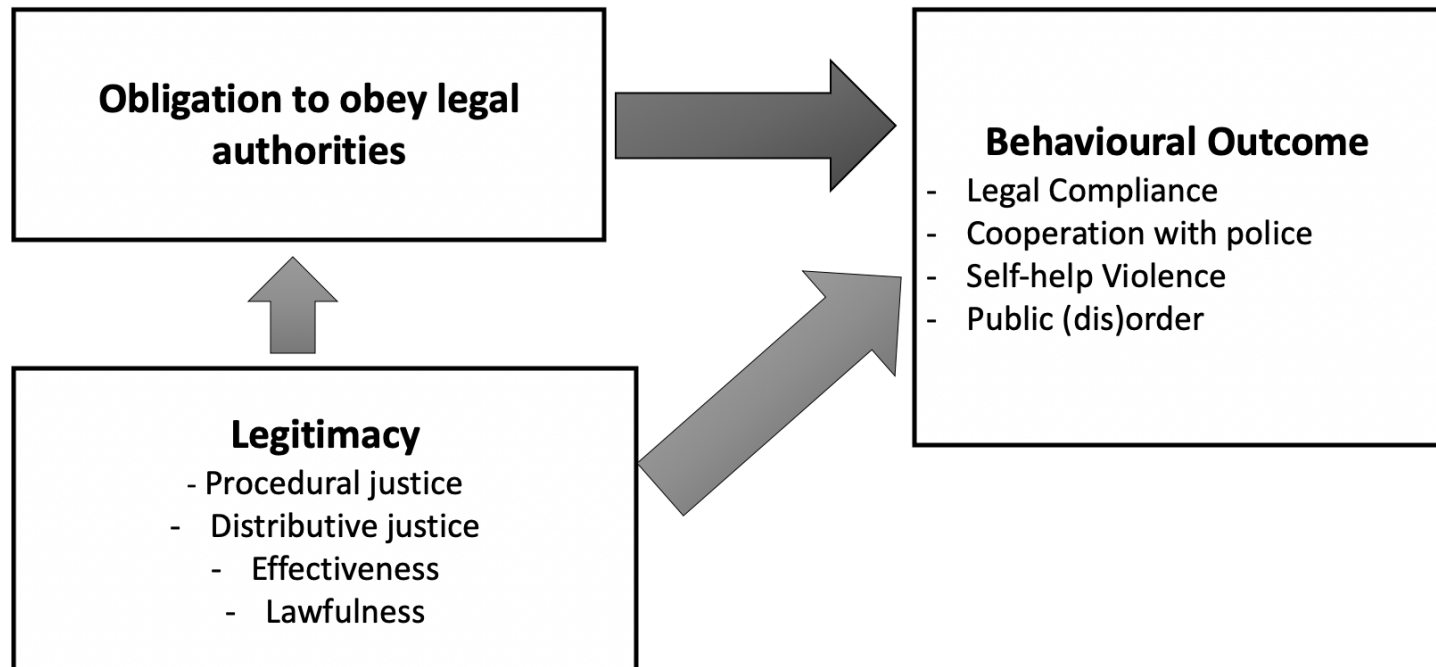 Obligation to obey legal
authorities
Behavioural Outcome
- Legal Compliance
- Cooperation with police
- Self-help Violence
- Public (dis)order
Legitimacy
- Procedural justice
- Distributive justice
- Effectiveness
- Lawfulness